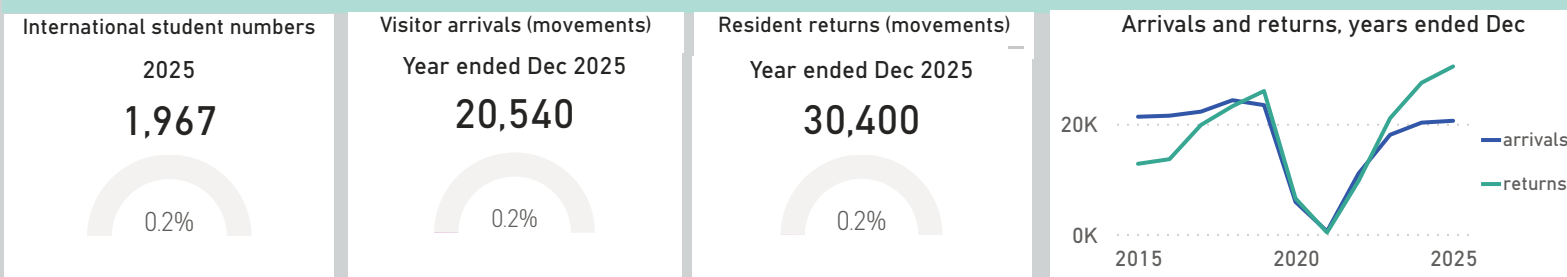 International student numbers
2025
1,967
0.2%
Visitor arrivals (movements)
Year ended Dec 2025
20,540
0.2%
Resident returns (movements)
Year ended Dec 2025
30,400
0.2%
Arrivals and returns, years ended Dec
20K
0K
2015
2020
2025
arrivals
returns